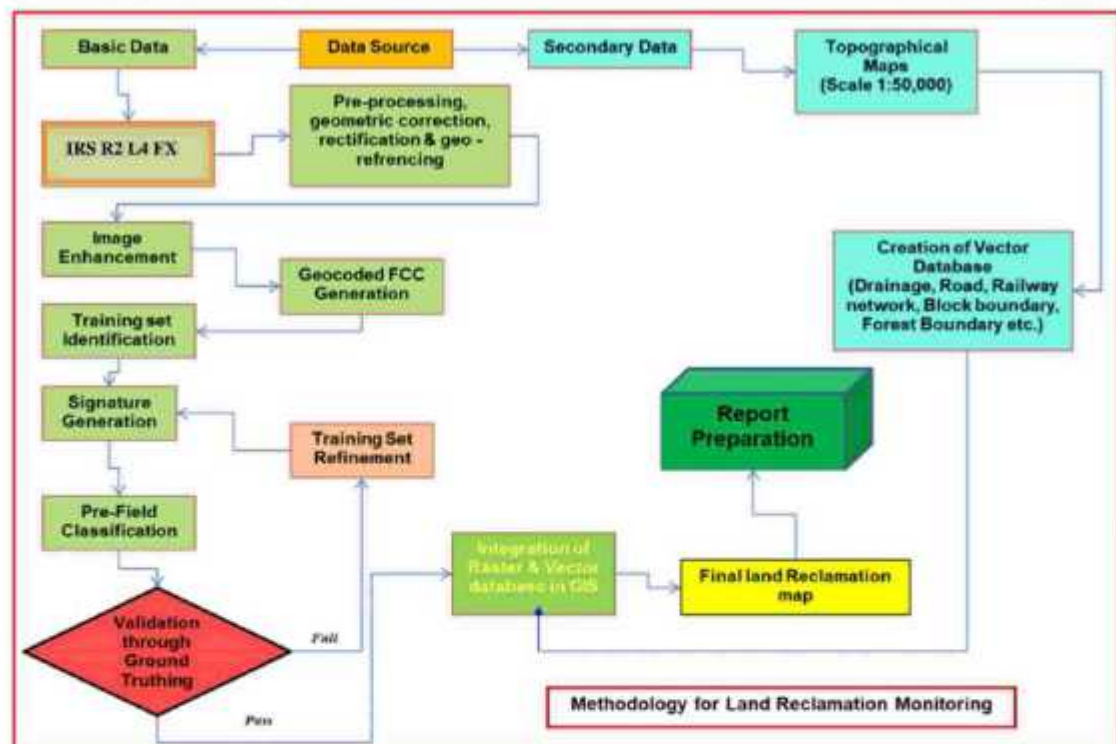 Basic Data
Data Source
Secondary Data
Topographical
Maps
(Scale 1:50,000)
IRS R2 L4 FX
Pre-processing,
geometric correction,
rectification & geo -
refrencing
Image
Enhancement
Geocoded FCC
Generation
Creation of Vector
Database
(Drainage, Road, Railway
network, Block boundary,
Forest Boundary etc.)
Training set
Identification
Signature
Generation
Training Set
Refinement
Report
Preparation
Pre-Field
Classification
Integration of
Raster & Vector
database in GIS
Final land Reclamation
map
Validation
through
Ground
Truthing
Fail
Pass
Methodology for Land Reclamation Monitoring